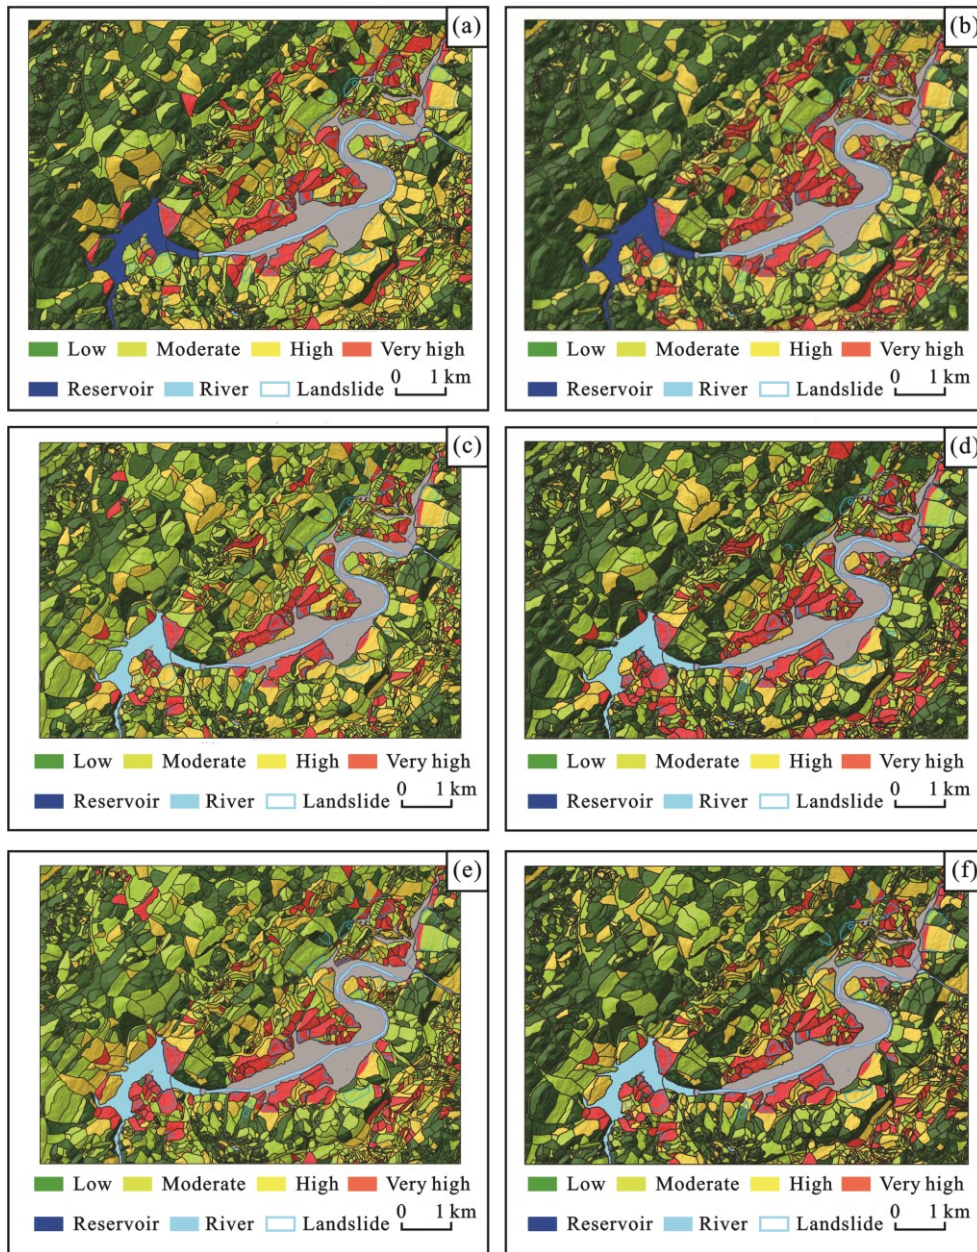 (a)
Low Moderate High Very high
Reservoir River Landslide 0 1 km
(b)
Low Moderate High Very high
Reservoir River Landslide 0 1 km
(c)
Low Moderate High Very high
Reservoir River Landslide 0 1 km
(d)
Low Moderate High Very high
Reservoir River Landslide 0 1 km
(e)
Low Moderate High Very high
Reservoir River Landslide 0 1 km
(f)
Low Moderate High Very high
Reservoir River Landslide 0 1 km